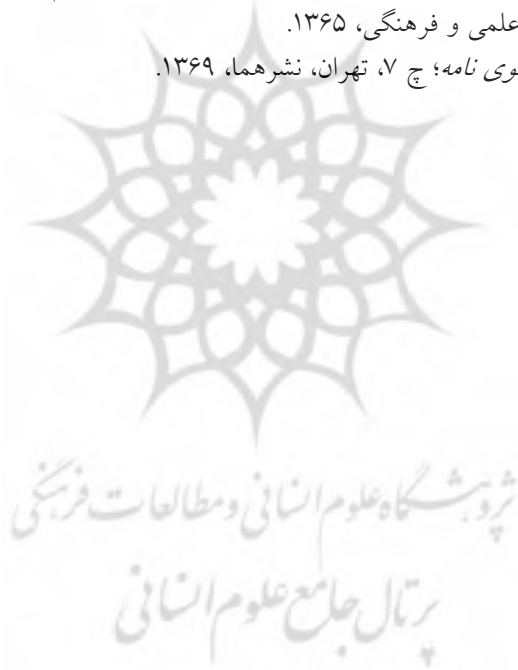 علمی و فرهنگی، ۱۳۶۵.
وی نامه؛ چ ۷، تهران، نشرهما، ۱۳۶۹.
پژوهشگاه علوم انسانی و مطالعات فرهنگی
پرتال جامع علوم انسانی